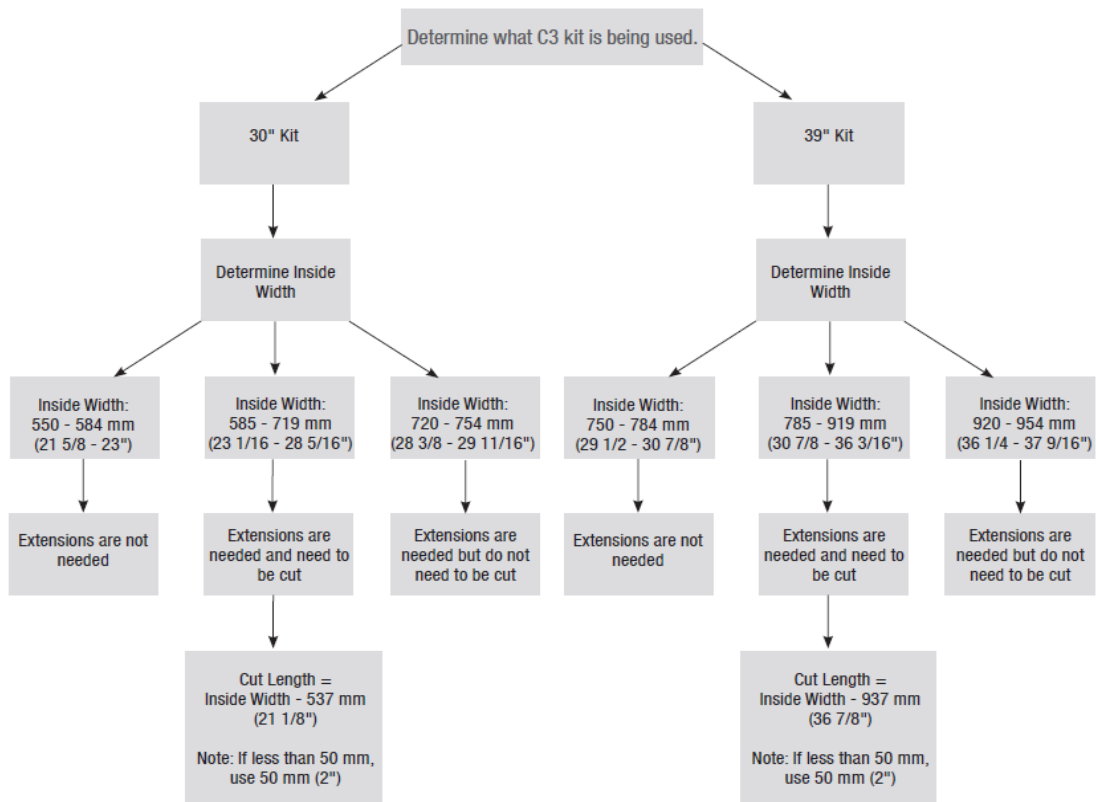 Determine what C3 kit is being used.
30" Kit
39" Kit
Determine Inside
Width
Determine Inside
Width
Inside Width:
550 - 584 mm
(21 5/8 - 23")
Inside Width:
585 - 719 mm
(23 1/16 - 28 5/16")
Inside Width:
720 - 754 mm
(28 3/8 - 29 11/16")
Inside Width:
750 - 784 mm
(29 1/2 - 30 7/8")
Inside Width:
785 - 919 mm
(30 7/8 - 36 3/16")
Inside Width:
920 - 954 mm
(36 1/4 - 37 9/16")
Extensions are not
needed
Extensions are
needed and need to
be cut
Extensions are
needed but do not
need to be cut
Extensions are not
needed
Extensions are
needed and need to
be cut
Extensions are
needed but do not
need to be cut
Cut Length =
Inside Width - 537 mm
(21 1/8")
Note: If less than 50 mm,
use 50 mm (2")
Cut Length =
Inside Width - 937 mm
(36 7/8")
Note: If less than 50 mm,
use 50 mm (2")